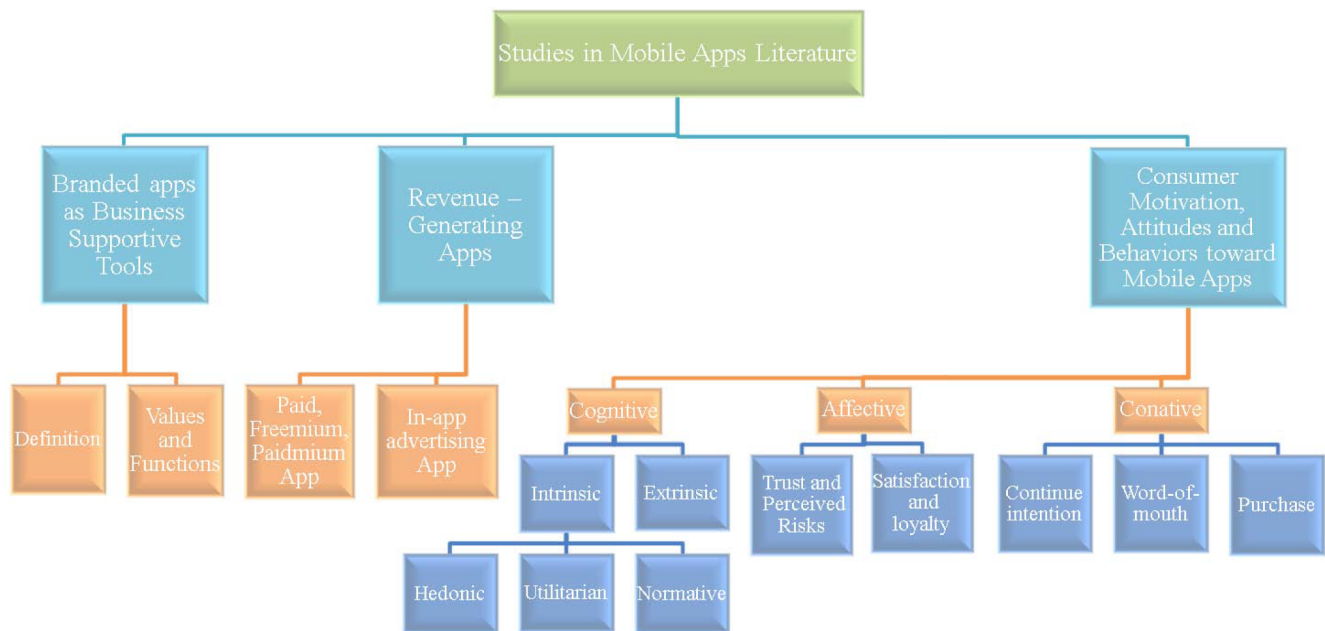 Studies in Mobile Apps Literature
Branded apps
as Business
Supportive
Tools
Revenue –
Generating
Apps
Consumer
Motivation,
Attitudes and
Behaviors toward
Mobile Apps
Definition
Values
and
Functions
Paid,
Freemium,
Paidmium
App
In-app
advertising
App
Cognitive
Affective
Conative
Intrinsic
Extrinsic
Trust and
Perceived
Risks
Satisfaction
and
loyalty
Continue
intention
Word-of-
mouth
Purchase
Hedonic
Utilitarian
Normative